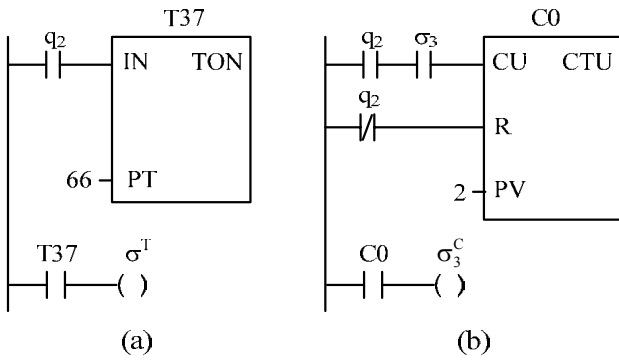 T37
q₂
IN TON
66 PT
T37 σᵀ
(a)
C0
q₂ σ₃
CU CTU
q₂
R
2 PV
C0 σ₃ᶜ
(b)